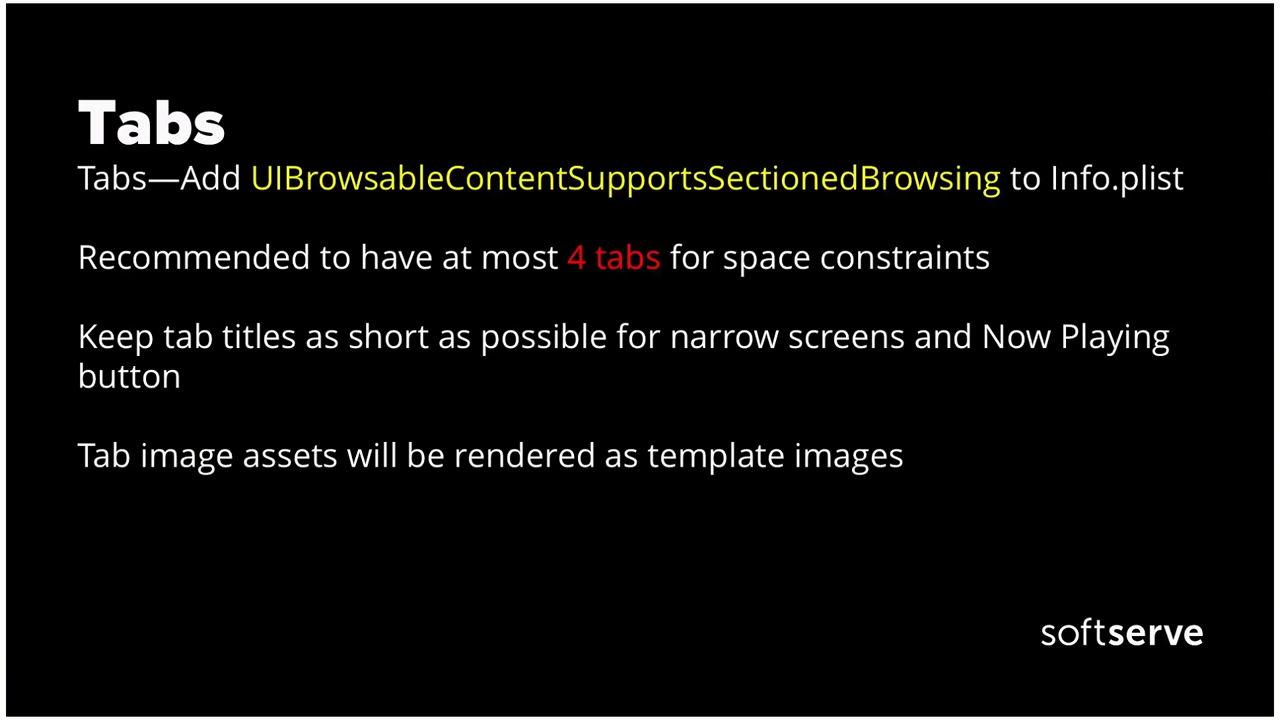 Tabs
Tabs—Add UIBrowsableContentSupportsSectionedBrowsing to Info.plist
Recommended to have at most 4 tabs for space constraints
Keep tab titles as short as possible for narrow screens and Now Playing
button
Tab image assets will be rendered as template images
softserve